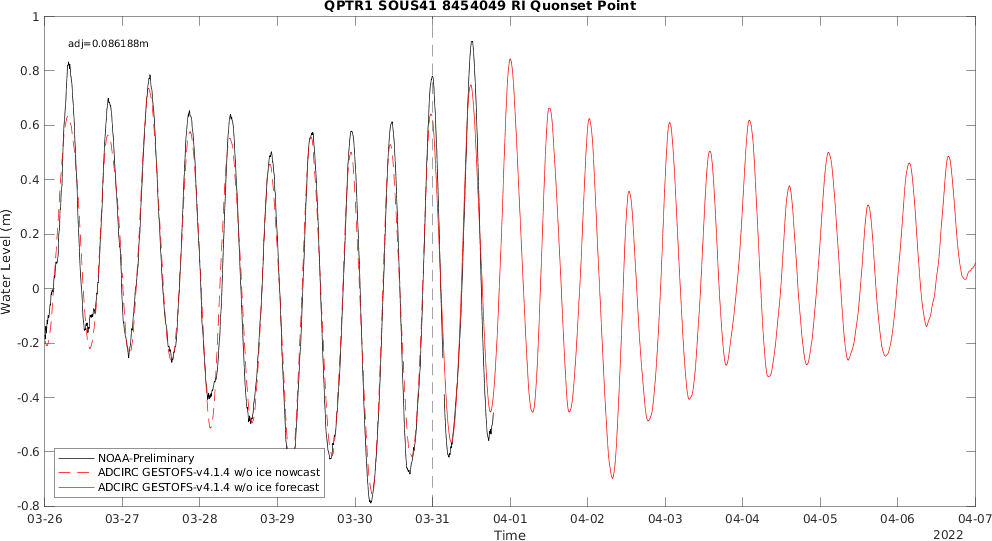 QPTR1 SOUS41 8454049 RI Quonset Point
adj=0.086188m
Water Level (m)
1
0.8
0.6
0.4
0.2
0
-0.2
-0.4
-0.6
-0.8
NOAA-Preliminary
ADCIRC GESTOFS-v4.1.4 w/o ice nowcast
ADCIRC GESTOFS-v4.1.4 w/o ice forecast
03-26 03-27 03-28 03-29 03-30 03-31 04-01 04-02 04-03 04-04 04-05 04-06 04-07
Time
2022